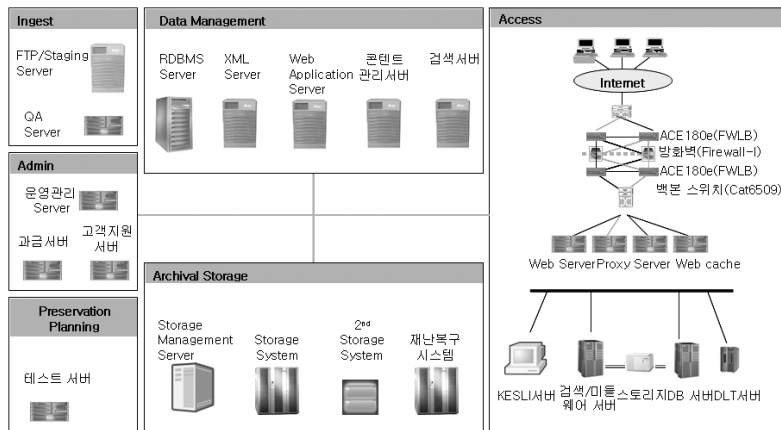 Ingest
FTP/Staging
Server
QA
Server
Admin
운영관리
Server
과금서버
고객지원
서버
Preservation
Planning
테스트 서버
Data Management
RDBMS
Server
XML
Server
Web
Application
Server
콘텐트
관리서버
검색서버
Archival Storage
Storage
Management
Server
Storage
System
2nd
Storage
System
재난복구
시스템
Access
Internet
ACE180e(FWLB)
방화벽(Firewall-I)
ACE180e(FWLB)
백본 스위치(Cat6509)
Web Server
Proxy Server
Web cache
KESLI서버
검색/미들
웨어 서버
스토리지
DB 서버
DLT서버